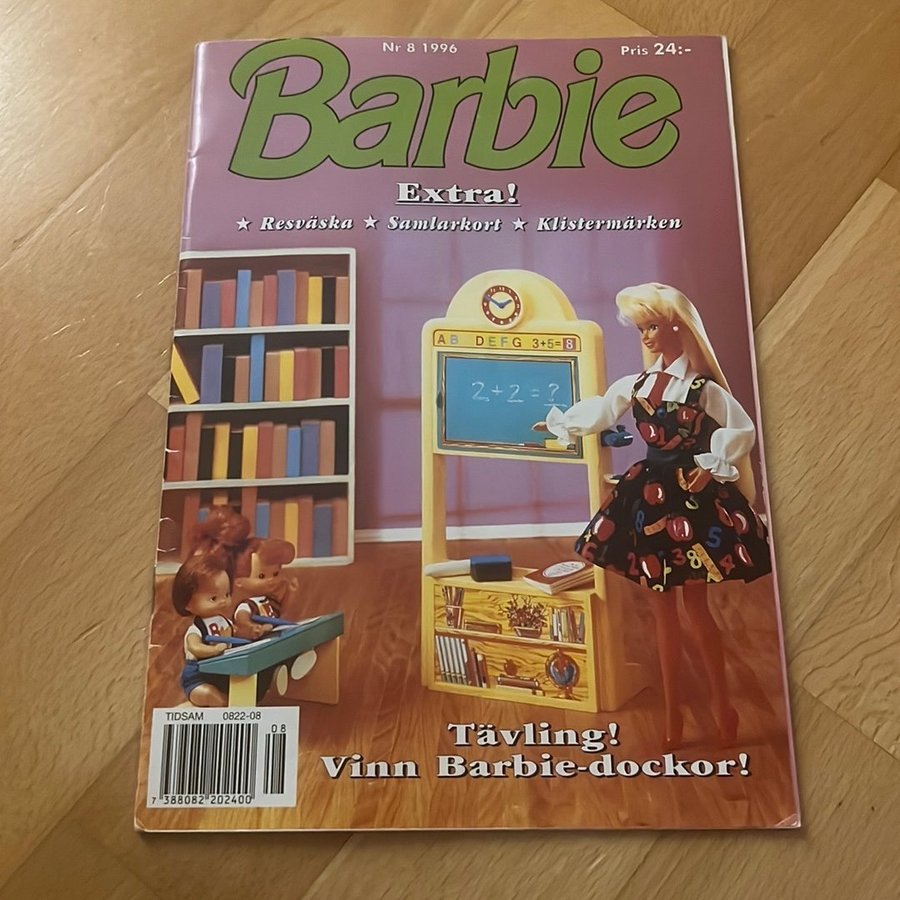 Nr 8 1996
Pris 24:-
Barbie
Extra!
★ Resväska ★ Samlarkort ★ Klistermärken
AB DEFG 3+5=8
2+2=?
Tävling!
Vinn Barbie-dockor!
TIDSAM 0822-08
08
7 388082 202400